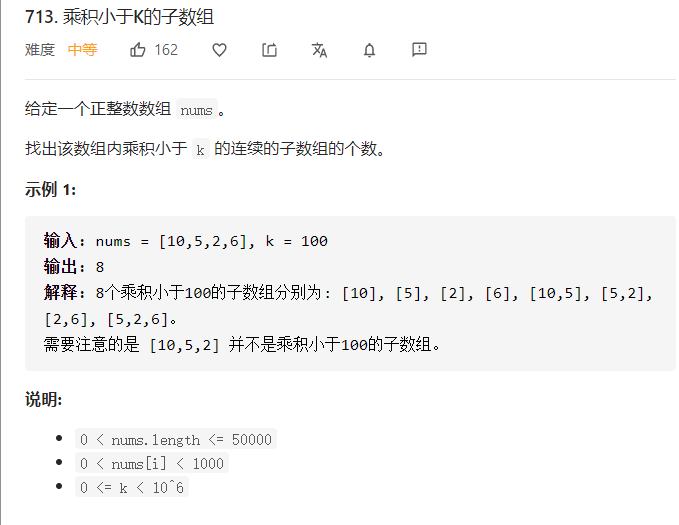 713. 乘积小于K的子数组
难度 中等 162
给定一个正整数数组 nums。
找出该数组内乘积小于 k 的连续的子数组的个数。
示例 1:
输入: nums = [10,5,2,6], k = 100
输出: 8
解释: 8个乘积小于100的子数组分别为: [10], [5], [2], [6], [10,5], [5,2],
[2,6], [5,2,6]。
需要注意的是 [10,5,2] 并不是乘积小于100的子数组。
说明:
0 < nums.length <= 50000
0 < nums[i] < 1000
0 <= k < 10^6